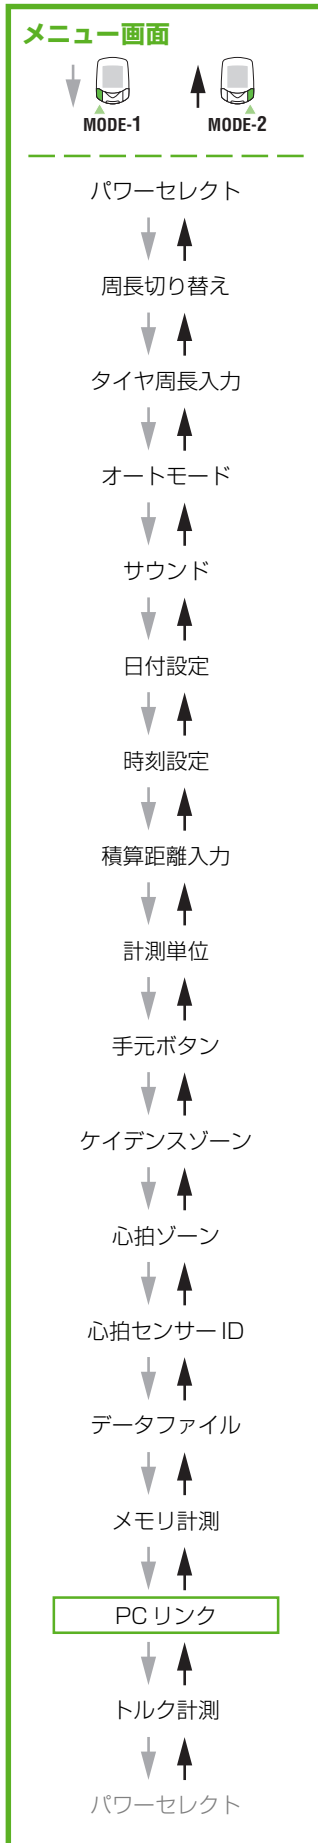 メニュー画面
MODE-1 MODE-2
パワーセレクト
周長切り替え
タイヤ周長入力
オートモード
サウンド
日付設定
時刻設定
積算距離入力
計測単位
手元ボタン
ケイデンスゾーン
心拍ゾーン
心拍センサー ID
データファイル
メモリ計測
PC リンク
トルク計測
パワーセレクト